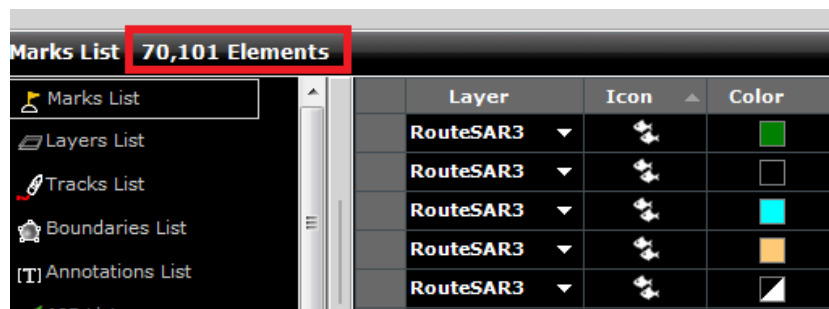 Marks List 70,101 Elements
Marks List
Layers List
Tracks List
Boundaries List
[T] Annotations List
Layer Icon Color
RouteSAR3
RouteSAR3
RouteSAR3
RouteSAR3
RouteSAR3